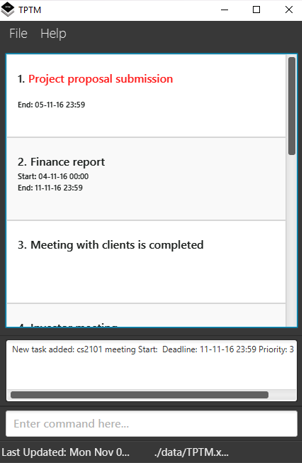 TPTM
File Help
1. Project proposal submission
End: 05-11-16 23:59
2. Finance report
Start: 04-11-16 00:00
End: 11-11-16 23:59
3. Meeting with clients is completed
4. Investor meeting
New task added: cs2101 meeting Start:  Deadline: 11-11-16 23:59 Priority: 3
Enter command here...
Last Updated: Mon Nov 0... ./data/TPTM.x...